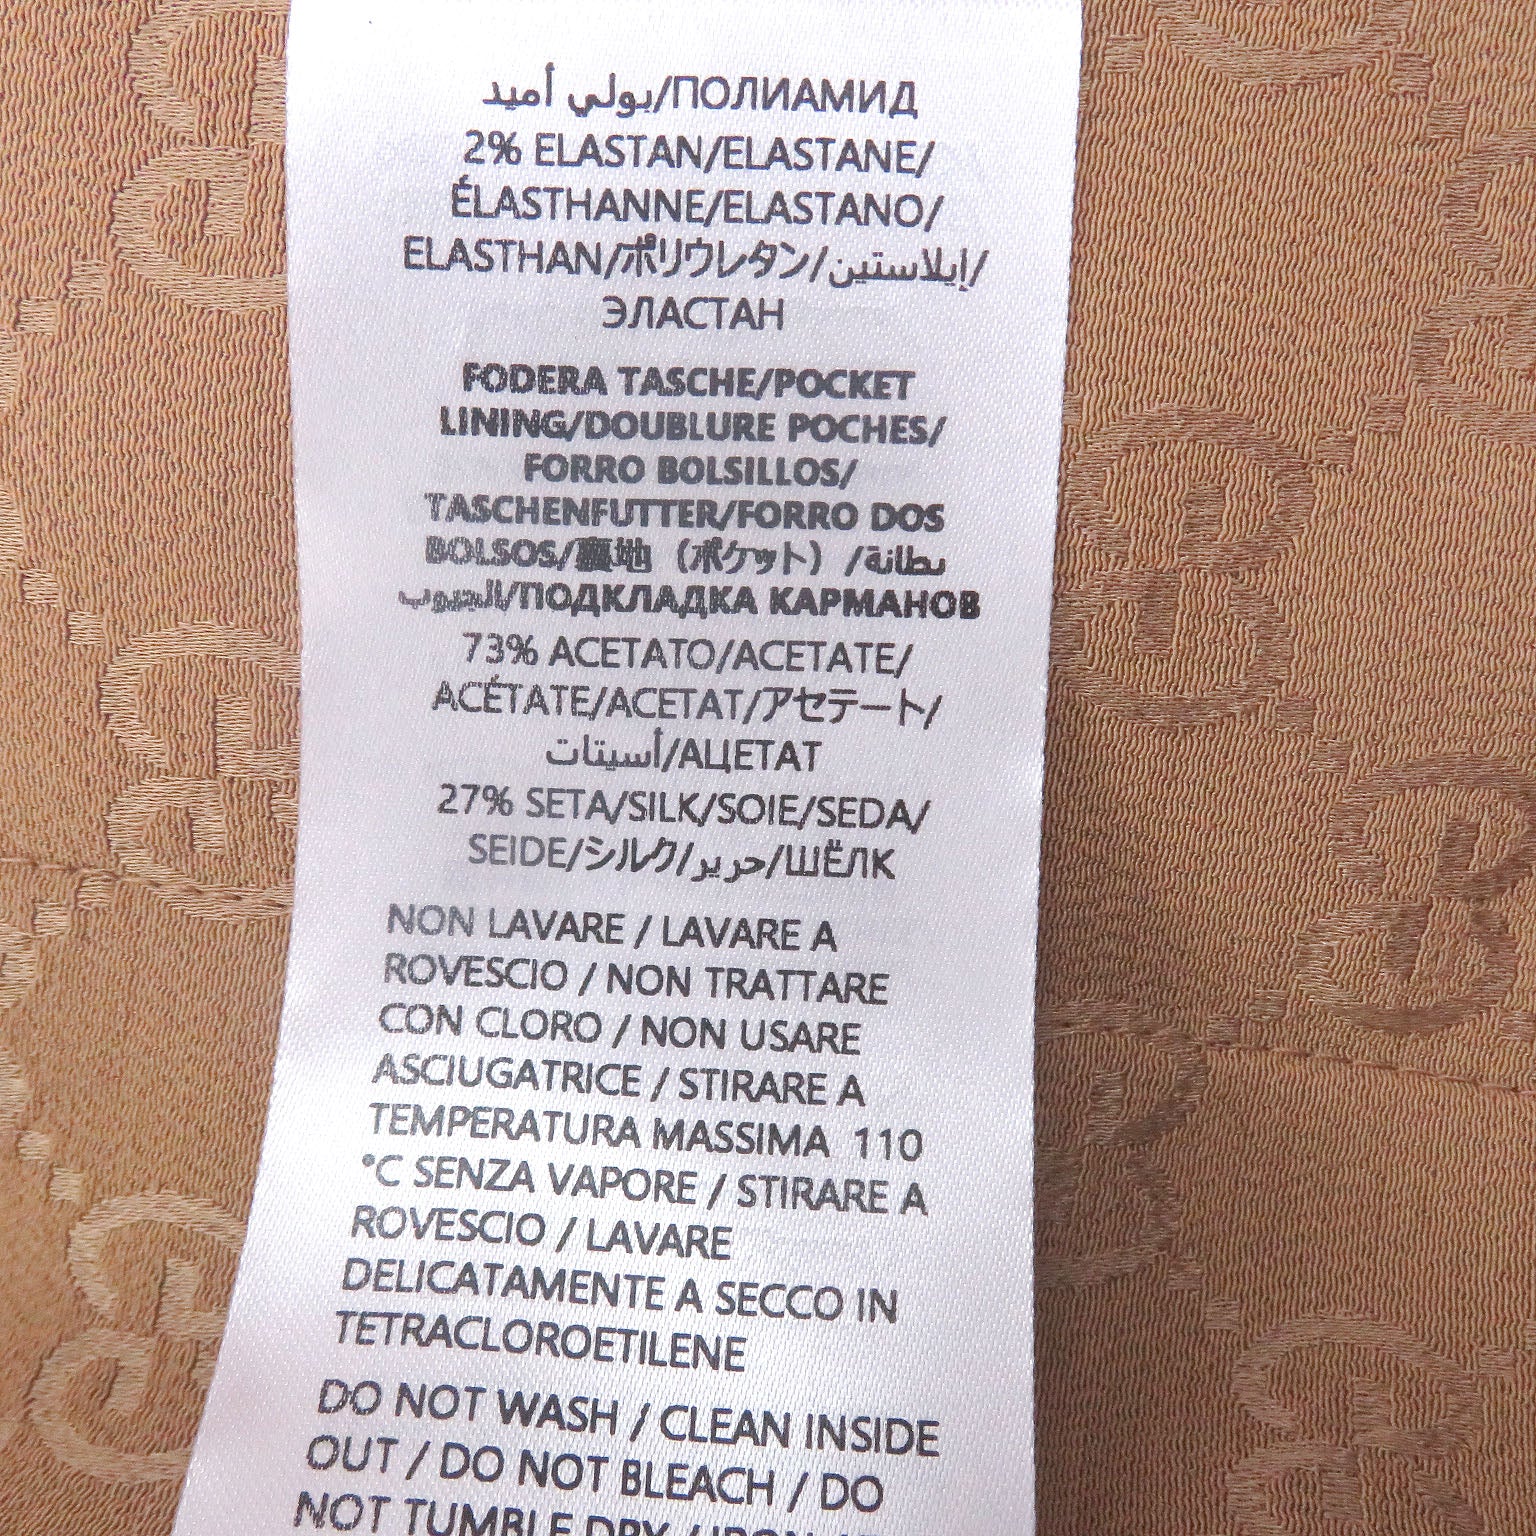 بولي أميد/ПОЛИАМИД
2% ELASTAN/ELASTANE/
ÉLASTHANNE/ELASTANO/
ELASTHAN/ポリウレタン/إيلاستين/
ЭЛАСТАН
FODERA TASCHE/POCKET
LINING/DOUBLURE POCHES/
FORRO BOLSILLOS/
TASCHENFUTTER/FORRO DOS
BOLSOS/裏地（ポケット）/بطانة
الجيوب/ПОДКЛАДКА КАРМАНОВ
73% ACETATO/ACETATE/
ACÉTATE/ACETAT/アセテート/
أسيتات/АЦЕТАТ
27% SETA/SILK/SOIE/SEDA/
SEIDE/シルク/حرير/ШЁЛК
NON LAVARE / LAVARE A
ROVESCIO / NON TRATTARE
CON CLORO / NON USARE
ASCIUGATRICE / STIRARE A
TEMPERATURA MASSIMA 110
°C SENZA VAPORE / STIRARE A
ROVESCIO / LAVARE
DELICATAMENTE A SECCO IN
TETRACLOROETILENE
DO NOT WASH / CLEAN INSIDE
OUT / DO NOT BLEACH / DO
NOT TUMBLE DRY / IRON